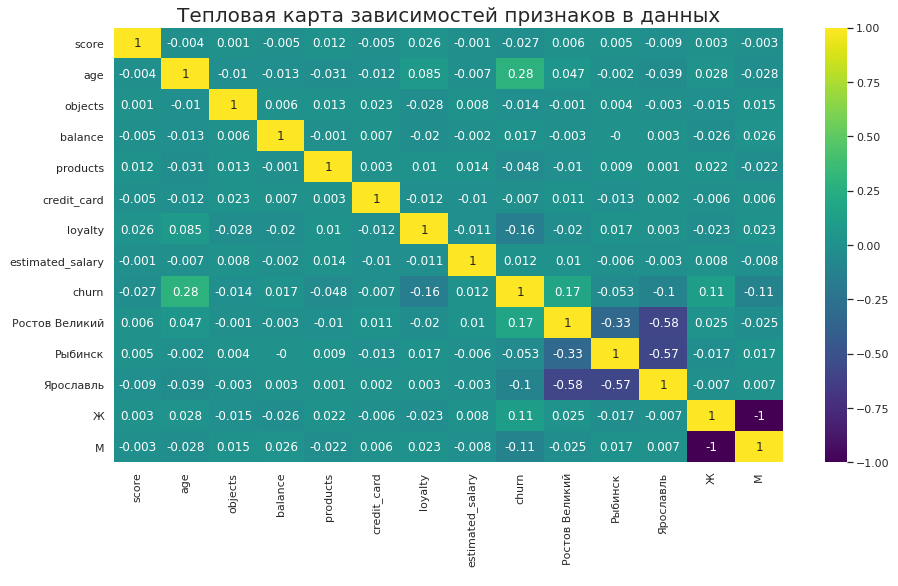 Тепловая карта зависимостей признаков в данных
score 1 -0.004 0.001 -0.005 0.012 -0.005 0.026 -0.001 -0.027 0.006 0.005 -0.009 0.003 -0.003
age -0.004 1 -0.01 -0.013 -0.031 -0.012 0.085 -0.007 0.28 0.047 -0.002 -0.039 0.028 -0.028
objects 0.001 -0.01 1 0.006 0.013 0.023 -0.028 0.008 -0.014 -0.001 0.004 -0.003 -0.015 0.015
balance -0.005 -0.013 0.006 1 -0.001 0.007 -0.02 -0.002 0.017 -0.003 -0 0.003 -0.026 0.026
products 0.012 -0.031 0.013 -0.001 1 0.003 0.01 0.014 -0.048 -0.01 0.009 0.001 0.022 -0.022
credit_card -0.005 -0.012 0.023 0.007 0.003 1 -0.012 -0.01 -0.007 0.011 -0.013 0.002 -0.006 0.006
loyalty 0.026 0.085 -0.028 -0.02 0.01 -0.012 1 -0.011 -0.16 -0.02 0.017 0.003 -0.023 0.023
estimated_salary -0.001 -0.007 0.008 -0.002 0.014 -0.01 -0.011 1 0.012 0.01 -0.006 -0.003 0.008 -0.008
churn -0.027 0.28 -0.014 0.017 -0.048 -0.007 -0.16 0.012 1 0.17 -0.053 -0.1 0.11 -0.11
Ростов Великий 0.006 0.047 -0.001 -0.003 -0.01 0.011 -0.02 0.01 0.17 1 -0.33 -0.58 0.025 -0.025
Рыбинск 0.005 -0.002 0.004 -0 0.009 -0.013 0.017 -0.006 -0.053 -0.33 1 -0.57 -0.017 0.017
Ярославль -0.009 -0.039 -0.003 0.003 0.001 0.002 0.003 -0.003 -0.1 -0.58 -0.57 1 -0.007 0.007
Ж 0.003 0.028 -0.015 -0.026 0.022 -0.006 -0.023 0.008 0.11 0.025 -0.017 -0.007 1 -1
М -0.003 -0.028 0.015 0.026 -0.022 0.006 0.023 -0.008 -0.11 -0.025 0.017 0.007 -1 1
score age objects balance products credit_card loyalty estimated_salary churn Ростов Великий Рыбинск Ярославль Ж М
1.00
0.75
0.50
0.25
0.00
−0.25
−0.50
−0.75
−1.00